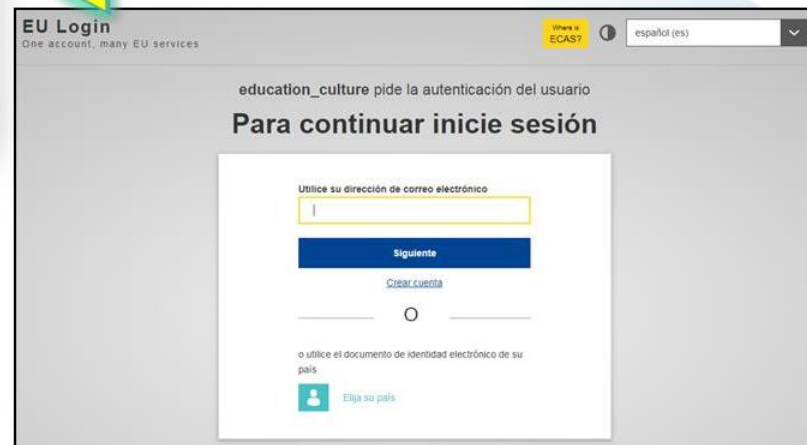 EU Login
One account, many EU services
Where is
ECAS?
español (es)
education_culture pide la autenticación del usuario
Para continuar inicie sesión
Utilice su dirección de correo electrónico
Siguiente
Crear cuenta
O
o utilice el documento de identidad electrónico de su
país
Elija su país